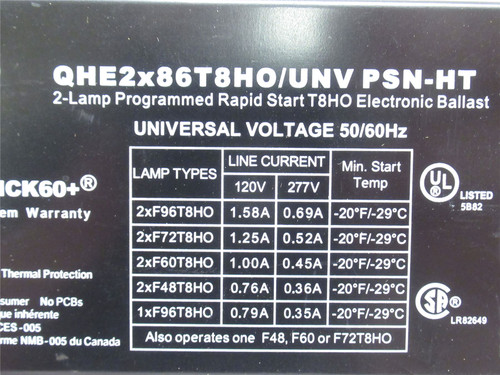 QHE2x86T8HO/UNV PSN-HT
2-Lamp Programmed Rapid Start T8HO Electronic Ballast
UNIVERSAL VOLTAGE 50/60Hz
LAMP TYPES LINE CURRENT Min. Start Temp
120V 277V
2xF96T8HO 1.58A 0.69A -20°F/-29°C
2xF72T8HO 1.25A 0.52A -20°F/-29°C
2xF60T8HO 1.00A 0.45A -20°F/-29°C
2xF48T8HO 0.76A 0.36A -20°F/-29°C
1xF96T8HO 0.79A 0.35A -20°F/-29°C
Also operates one F48, F60 or F72T8HO
ICK60+®
em Warranty
Thermal Protection
sumer No PCBs
que inhérente
CES-005
rme NMB-005 du Canada
UL ®
LISTED
5B82
SA ®
LR82649